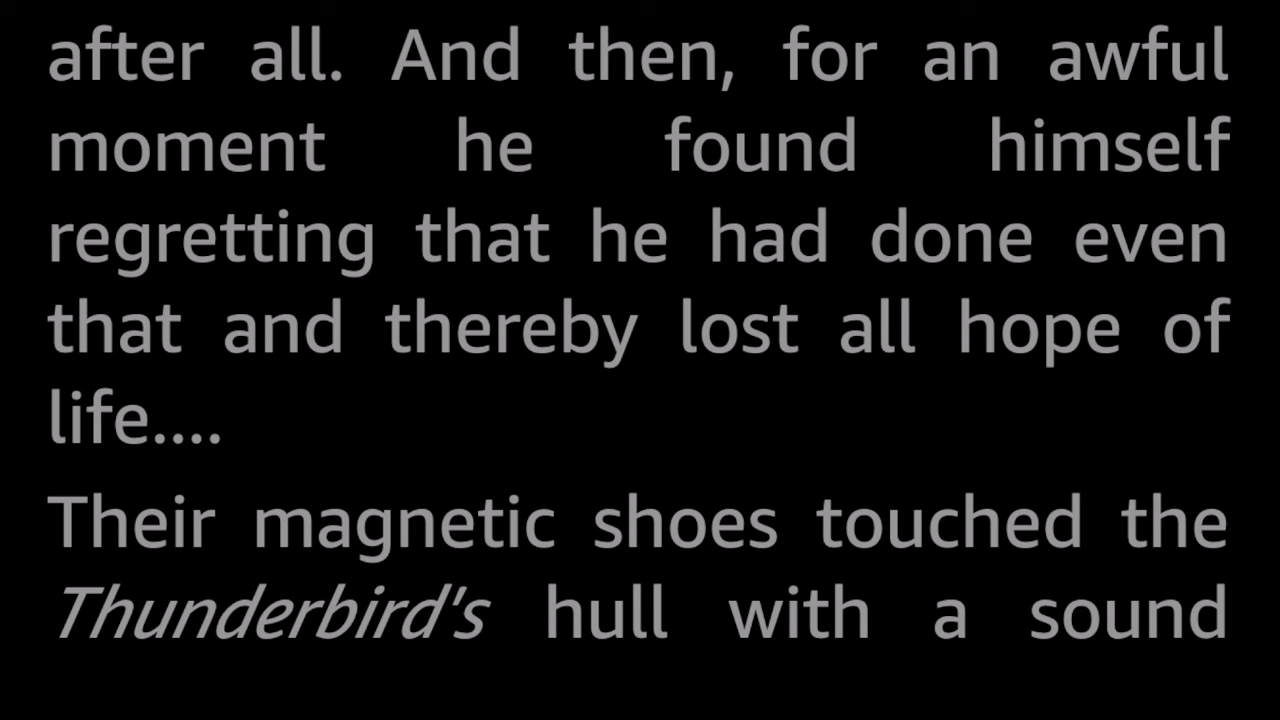 after all. And then, for an awful
moment he found himself
regretting that he had done even
that and thereby lost all hope of
life....
Their magnetic shoes touched the
Thunderbird's hull with a sound